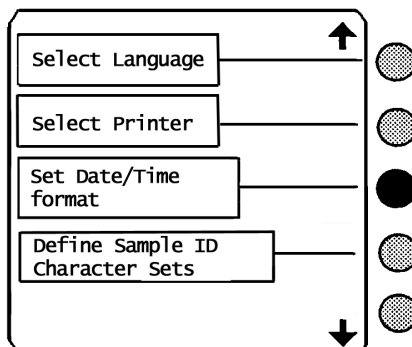 Select Language
Select Printer
Set Date/Time
format
Define Sample ID
Character Sets